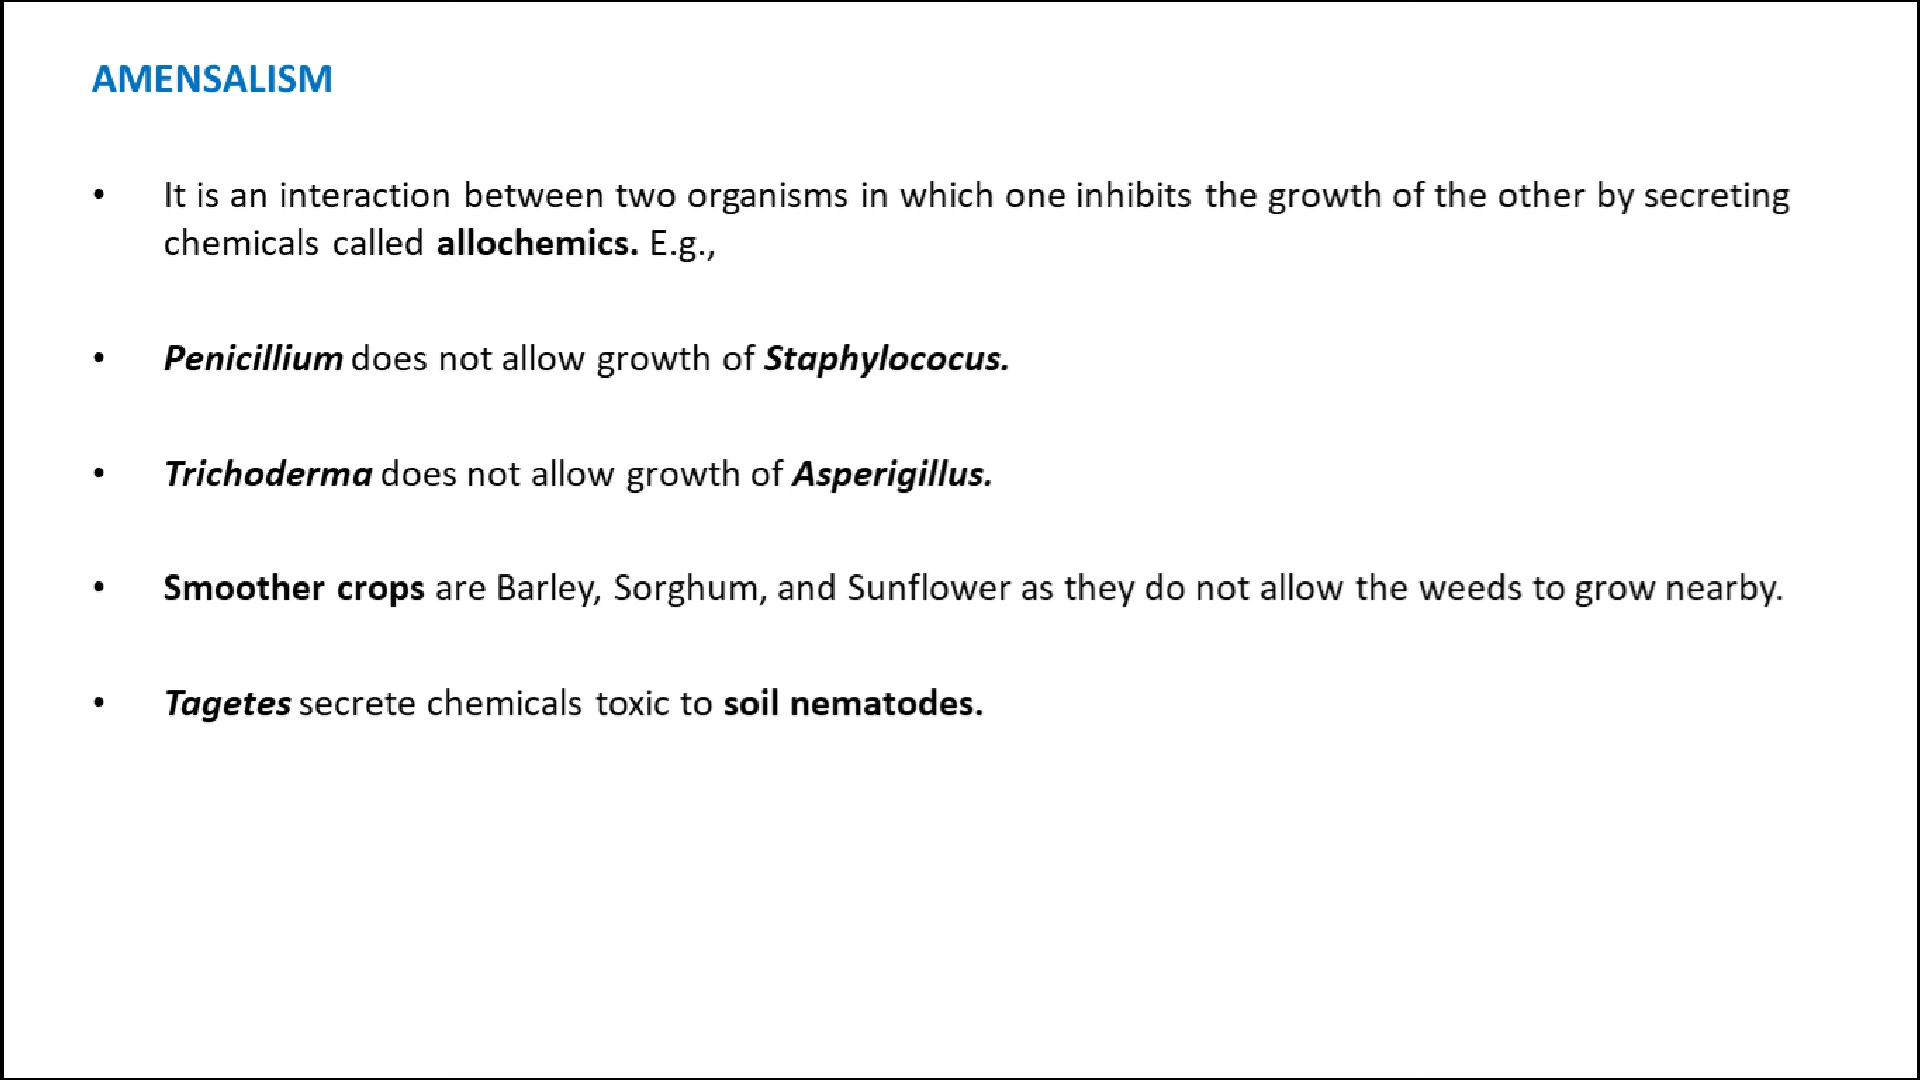 AMENSALISM
• It is an interaction between two organisms in which one inhibits the growth of the other by secreting
chemicals called allochemics. E.g.,
• Penicillium does not allow growth of Staphylococus.
• Trichoderma does not allow growth of Asperigillus.
• Smoother crops are Barley, Sorghum, and Sunflower as they do not allow the weeds to grow nearby.
• Tagetes secrete chemicals toxic to soil nematodes.